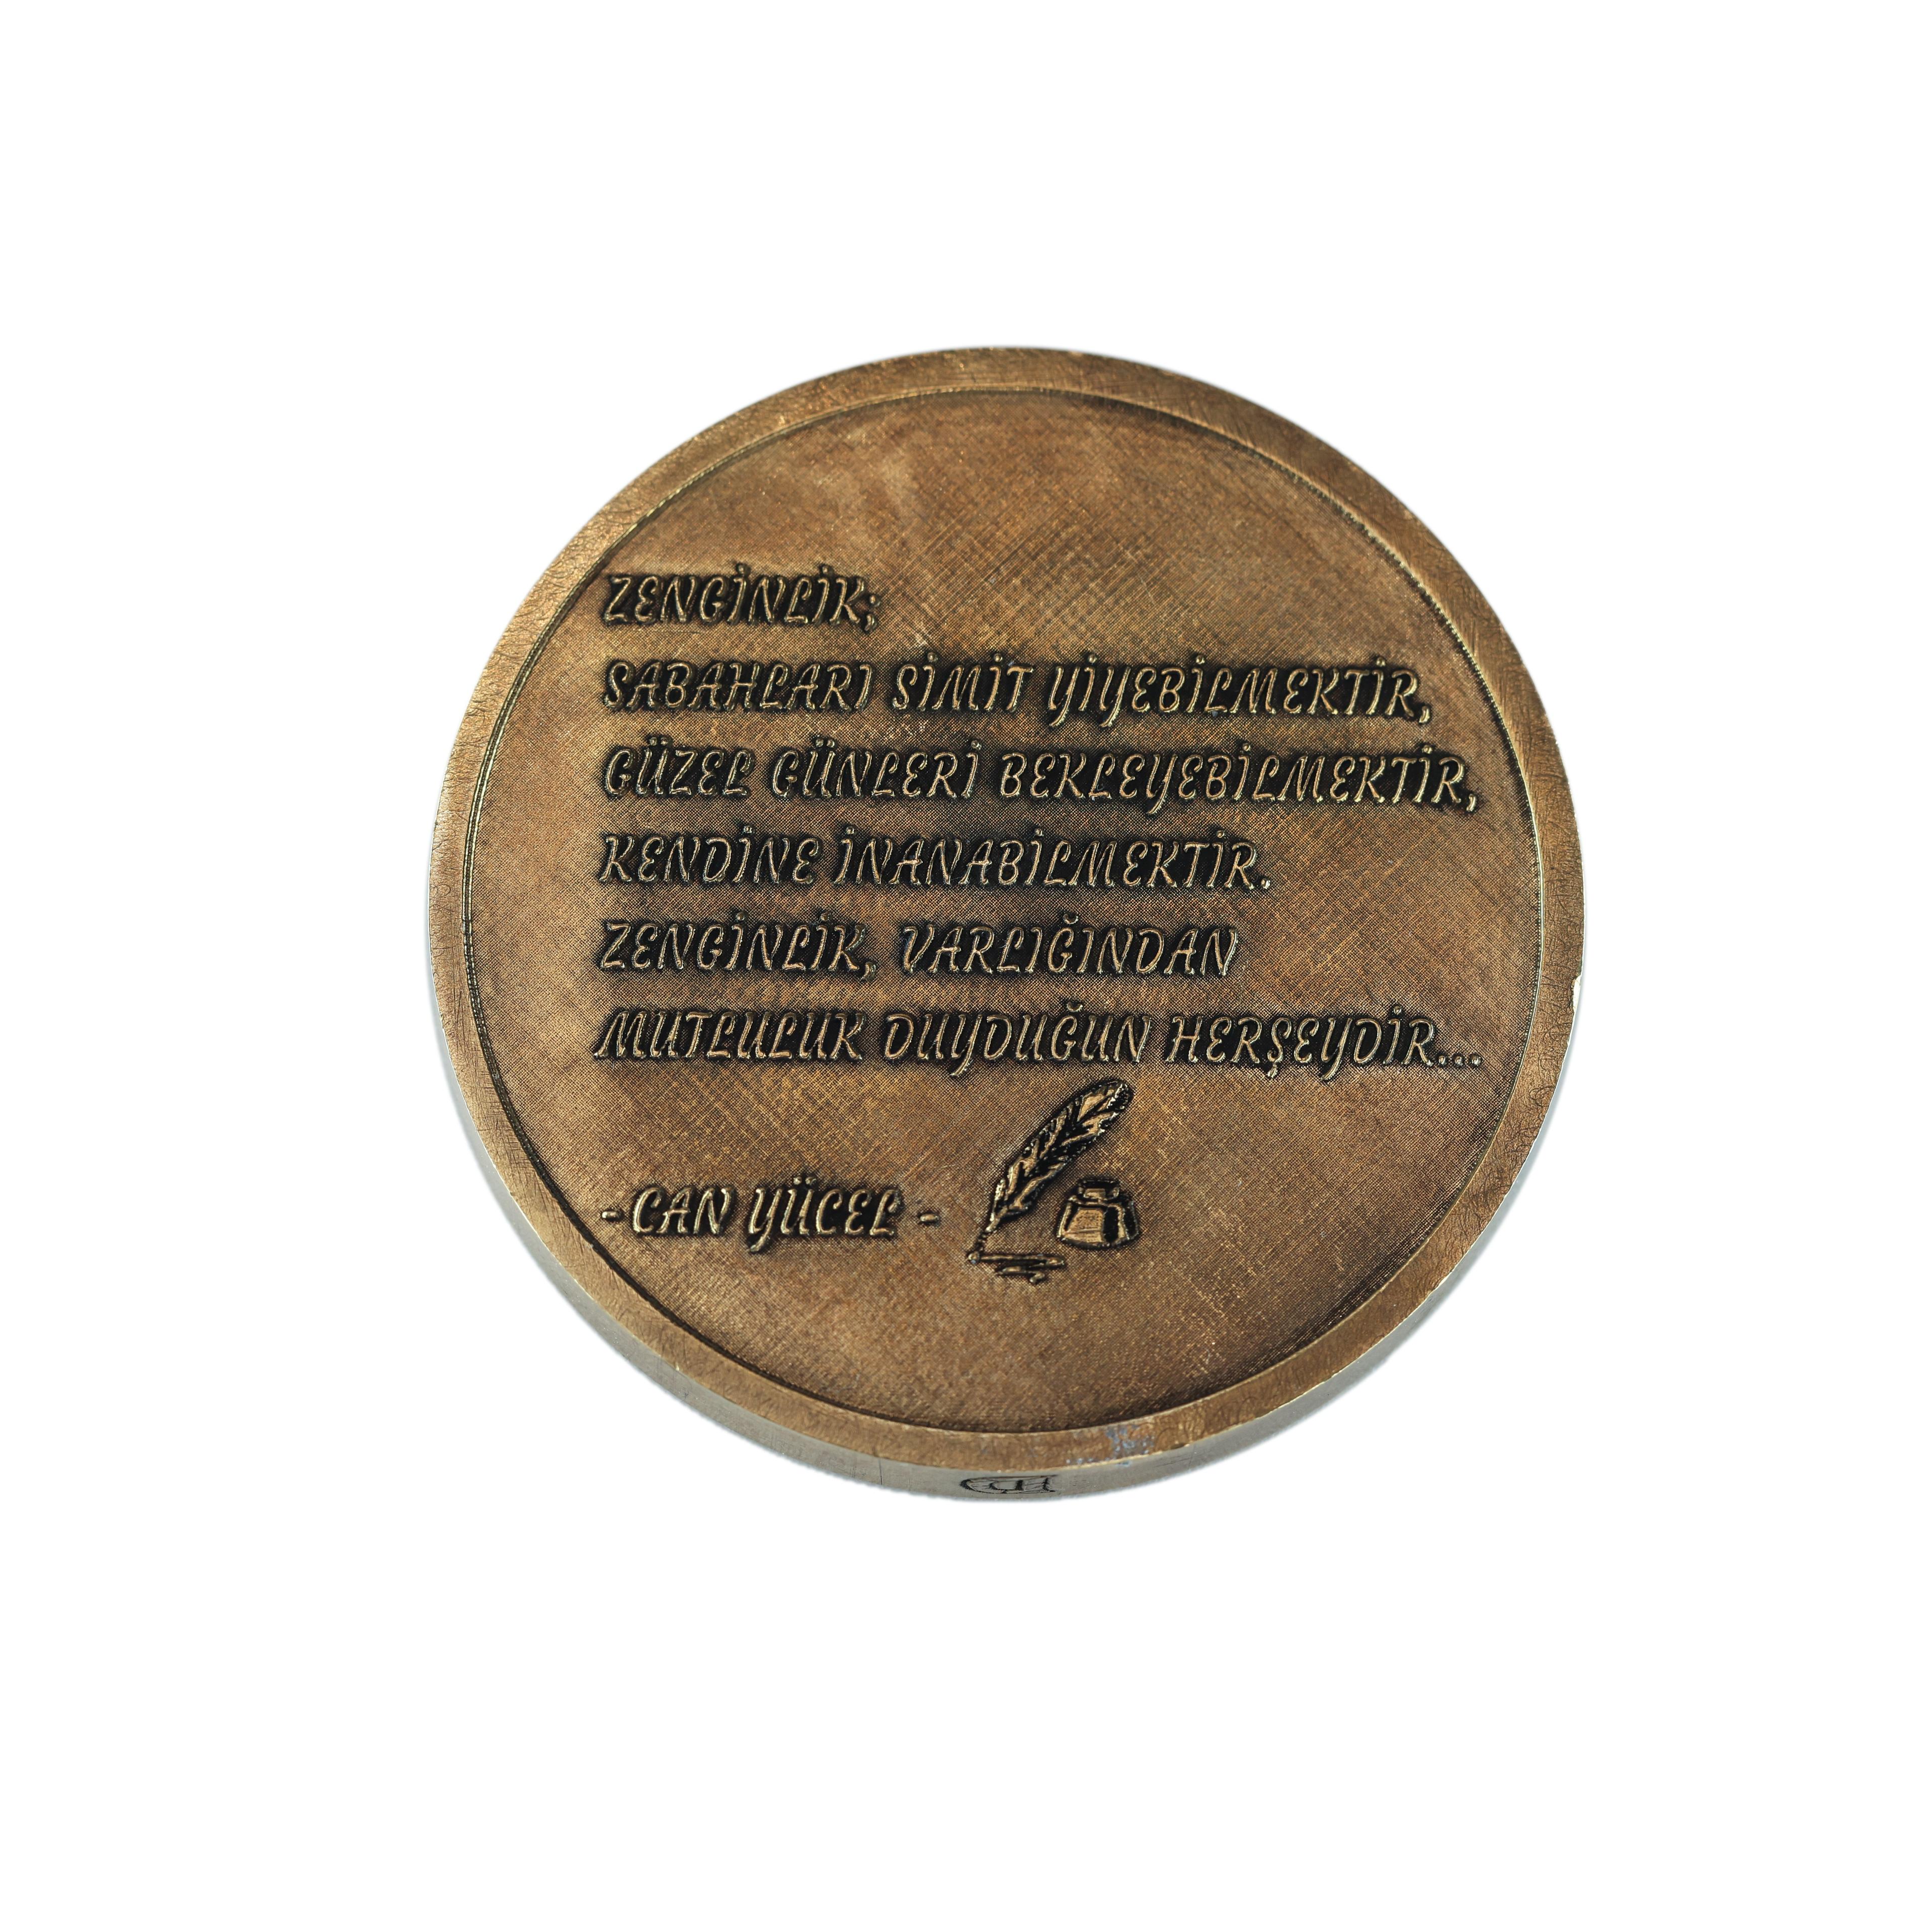 ZENGİNLİK;
SABAHLARI SİMİT YİYEBİLMEKTİR,
GÜZEL GÜNLERİ BEKLEYEBİLMEKTİR,
KENDİNE İNANABİLMEKTİR.
ZENGİNLİK, VARLIĞINDAN
MUTLULUK DUYDUĞUN HERŞEYDİR...
- CAN YÜCEL -